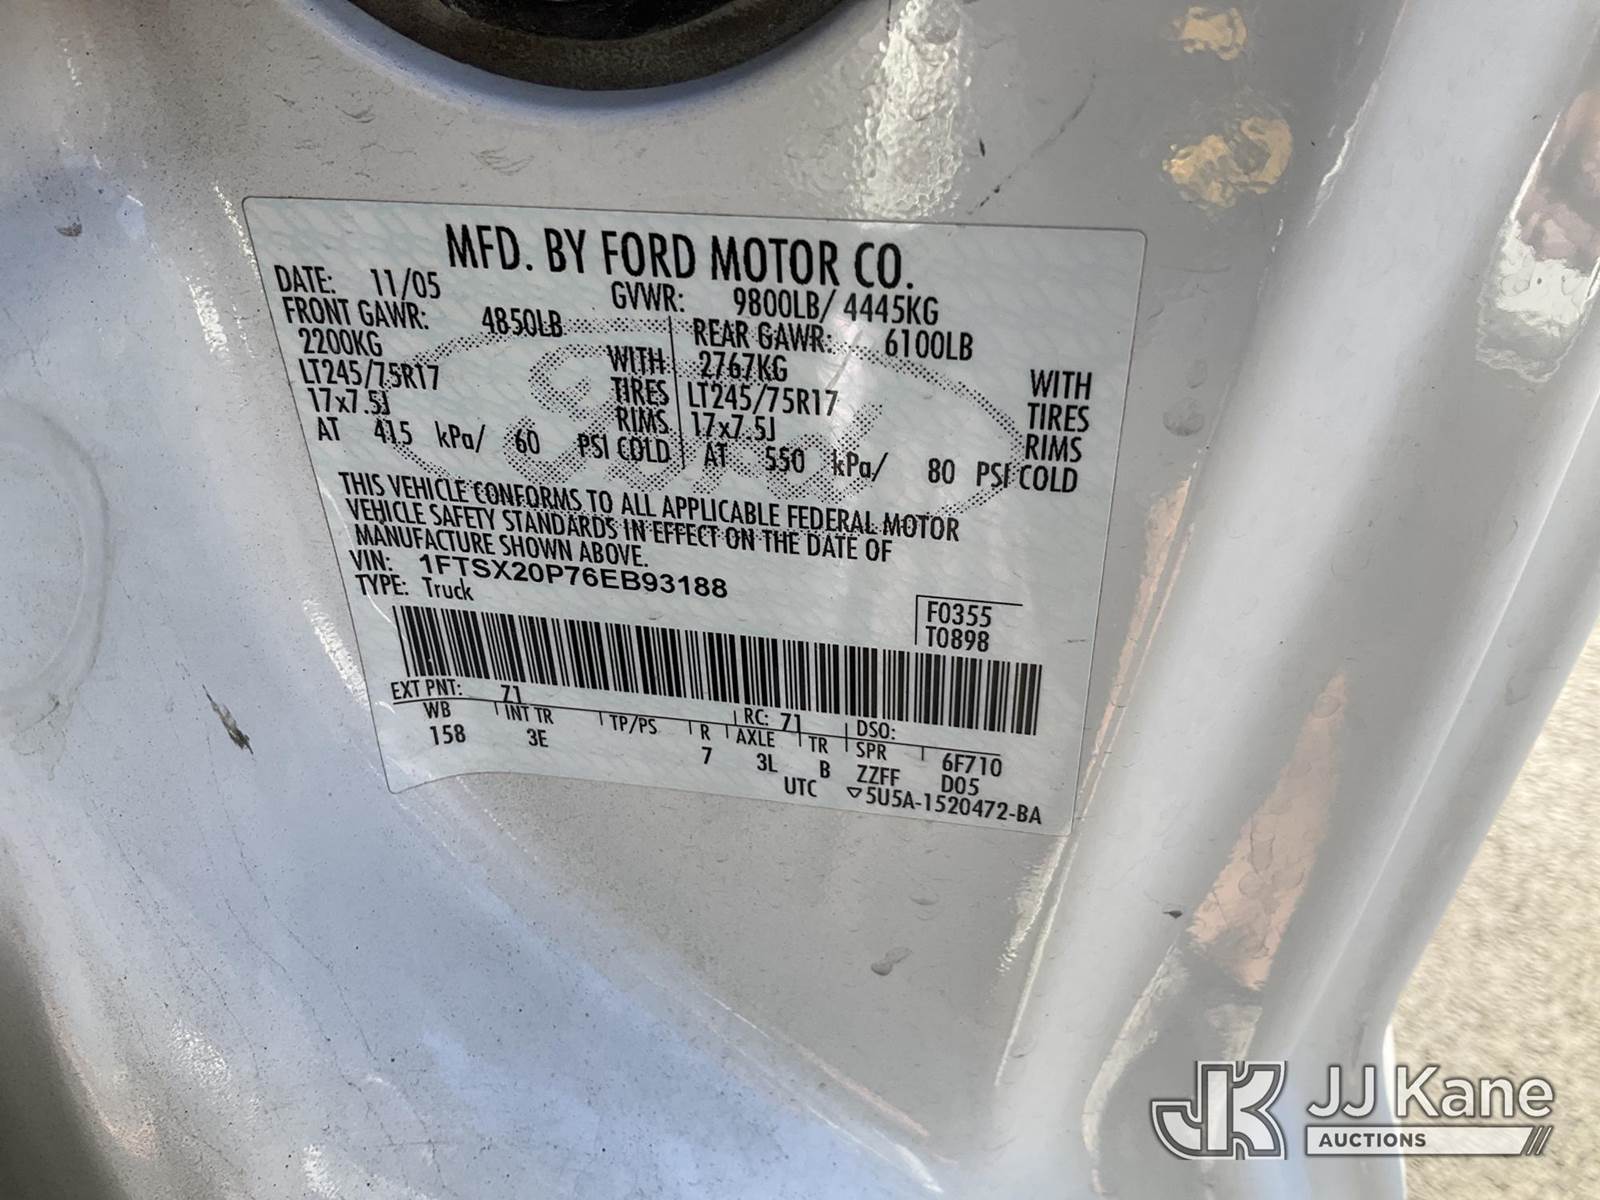 MFD. BY FORD MOTOR CO.
DATE: 11/05 GVWR: 9800LB/ 4445KG
FRONT GAWR: 4850LB REAR GAWR: 6100LB
2200KG WITH 2767KG WITH
LT245/75R17 TIRES LT245/75R17 TIRES
17x7.5J RIMS 17x7.5J RIMS
AT 415 kPa/ 60 PSI COLD AT 550 kPa/ 80 PSI COLD
THIS VEHICLE CONFORMS TO ALL APPLICABLE FEDERAL MOTOR
VEHICLE SAFETY STANDARDS IN EFFECT ON THE DATE OF
MANUFACTURE SHOWN ABOVE.
VIN: 1FTSX20P76EB93188
TYPE: Truck
F0355
T0898
EXT PNT: 71 RC: 71 DSO:
WB INT TR TP/PS R AXLE TR SPR 6F710
158 3E 7 3L B ZZFF D05
UTC ▽5U5A-1520472-BA
JK JJ Kane
AUCTIONS